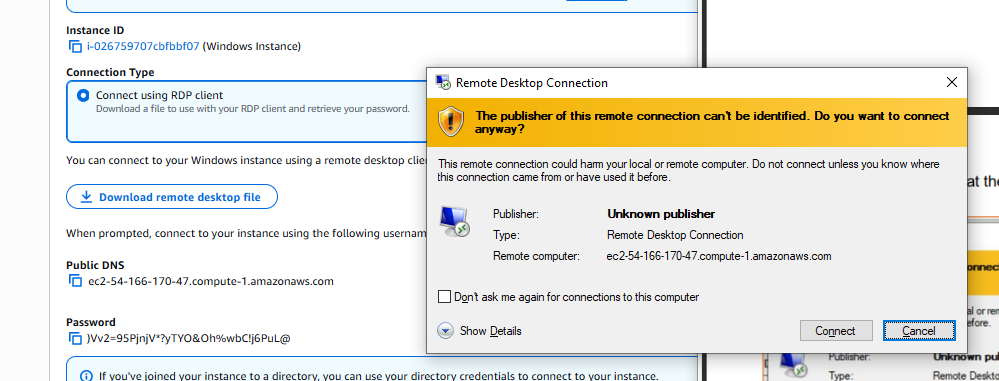 Instance ID
i-026759707cbfbbf07 (Windows Instance)
Connection Type
Connect using RDP client
Download a file to use with your RDP client and retrieve your password.
You can connect to your Windows instance using a remote desktop clie
Download remote desktop file
When prompted, connect to your instance using the following usernam
Public DNS
ec2-54-166-170-47.compute-1.amazonaws.com
Password
)Vv2=95PjnjV*?yTYO&Oh%wbC!j6PuL@
If you've joined your instance to a directory, you can use your directory credentials to connect to your instance.
Remote Desktop Connection
The publisher of this remote connection can't be identified. Do you want to connect
anyway?
This remote connection could harm your local or remote computer. Do not connect unless you know where
this connection came from or have used it before.
Publisher: Unknown publisher
Type: Remote Desktop Connection
Remote computer: ec2-54-166-170-47.compute-1.amazonaws.com
Don't ask me again for connections to this computer
Show Details
Connect
Cancel
at the
onnec
al or rem
efore.
Publisher: Unknown pu
Type: Remote Desktop